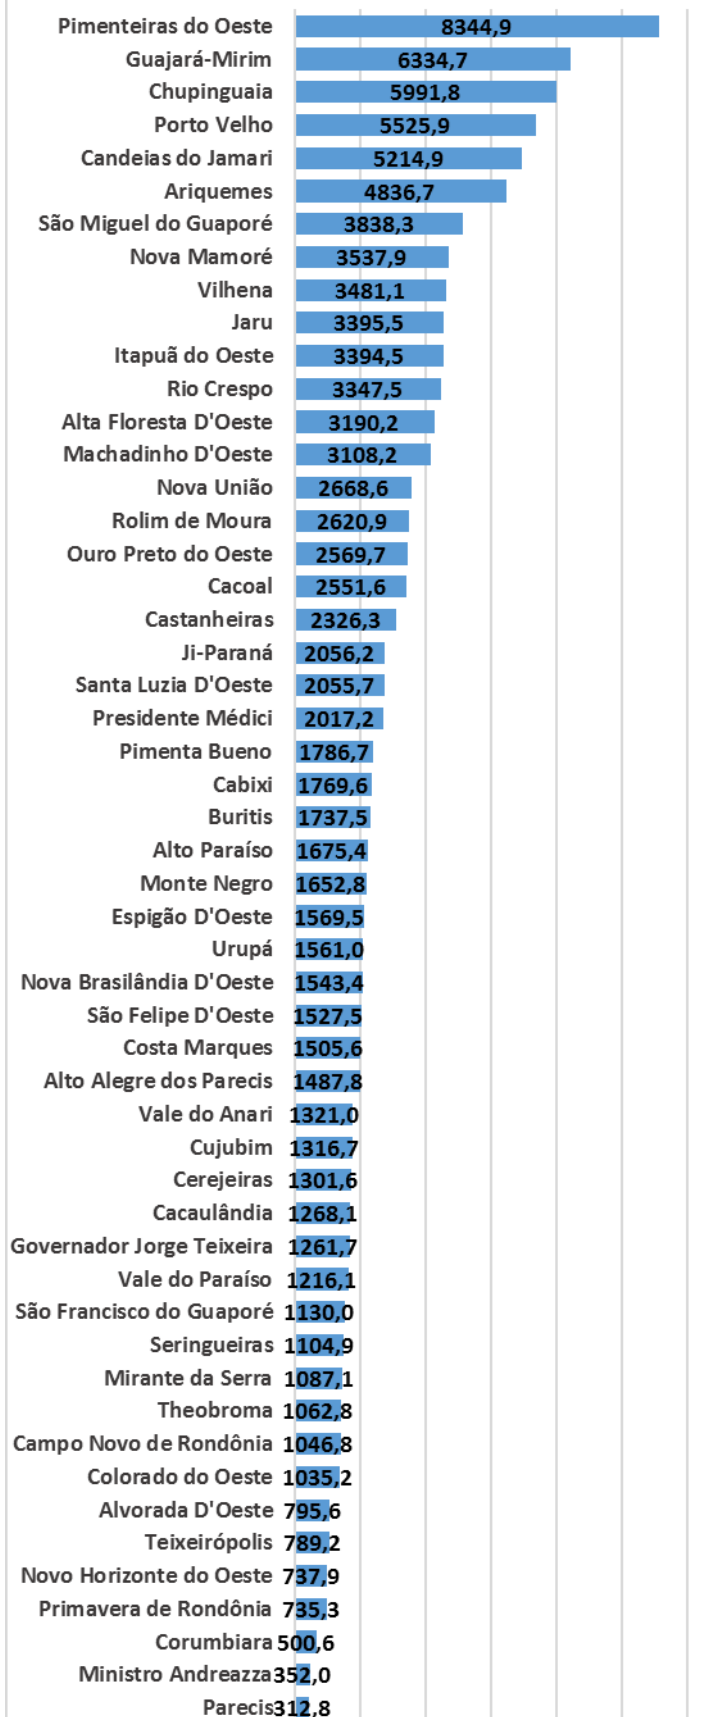 Pimenteiras do Oeste 8344,9
Guajará-Mirim 6334,7
Chupinguaia 5991,8
Porto Velho 5525,9
Candeias do Jamari 5214,9
Ariquemes 4836,7
São Miguel do Guaporé 3838,3
Nova Mamoré 3537,9
Vilhena 3481,1
Jaru 3395,5
Itapuã do Oeste 3394,5
Rio Crespo 3347,5
Alta Floresta D'Oeste 3190,2
Machadinho D'Oeste 3108,2
Nova União 2668,6
Rolim de Moura 2620,9
Ouro Preto do Oeste 2569,7
Cacoal 2551,6
Castanheiras 2326,3
Ji-Paraná 2056,2
Santa Luzia D'Oeste 2055,7
Presidente Médici 2017,2
Pimenta Bueno 1786,7
Cabixi 1769,6
Buritis 1737,5
Alto Paraíso 1675,4
Monte Negro 1652,8
Espigão D'Oeste 1569,5
Urupá 1561,0
Nova Brasilândia D'Oeste 1543,4
São Felipe D'Oeste 1527,5
Costa Marques 1505,6
Alto Alegre dos Parecis 1487,8
Vale do Anari 1321,0
Cujubim 1316,7
Cerejeiras 1301,6
Cacaulândia 1268,1
Governador Jorge Teixeira 1261,7
Vale do Paraíso 1216,1
São Francisco do Guaporé 1130,0
Seringueiras 1104,9
Mirante da Serra 1087,1
Theobroma 1062,8
Campo Novo de Rondônia 1046,8
Colorado do Oeste 1035,2
Alvorada D'Oeste 795,6
Teixeirópolis 789,2
Novo Horizonte do Oeste 737,9
Primavera de Rondônia 735,3
Corumbiara 500,6
Ministro Andreazza 352,0
Parecis 312,8